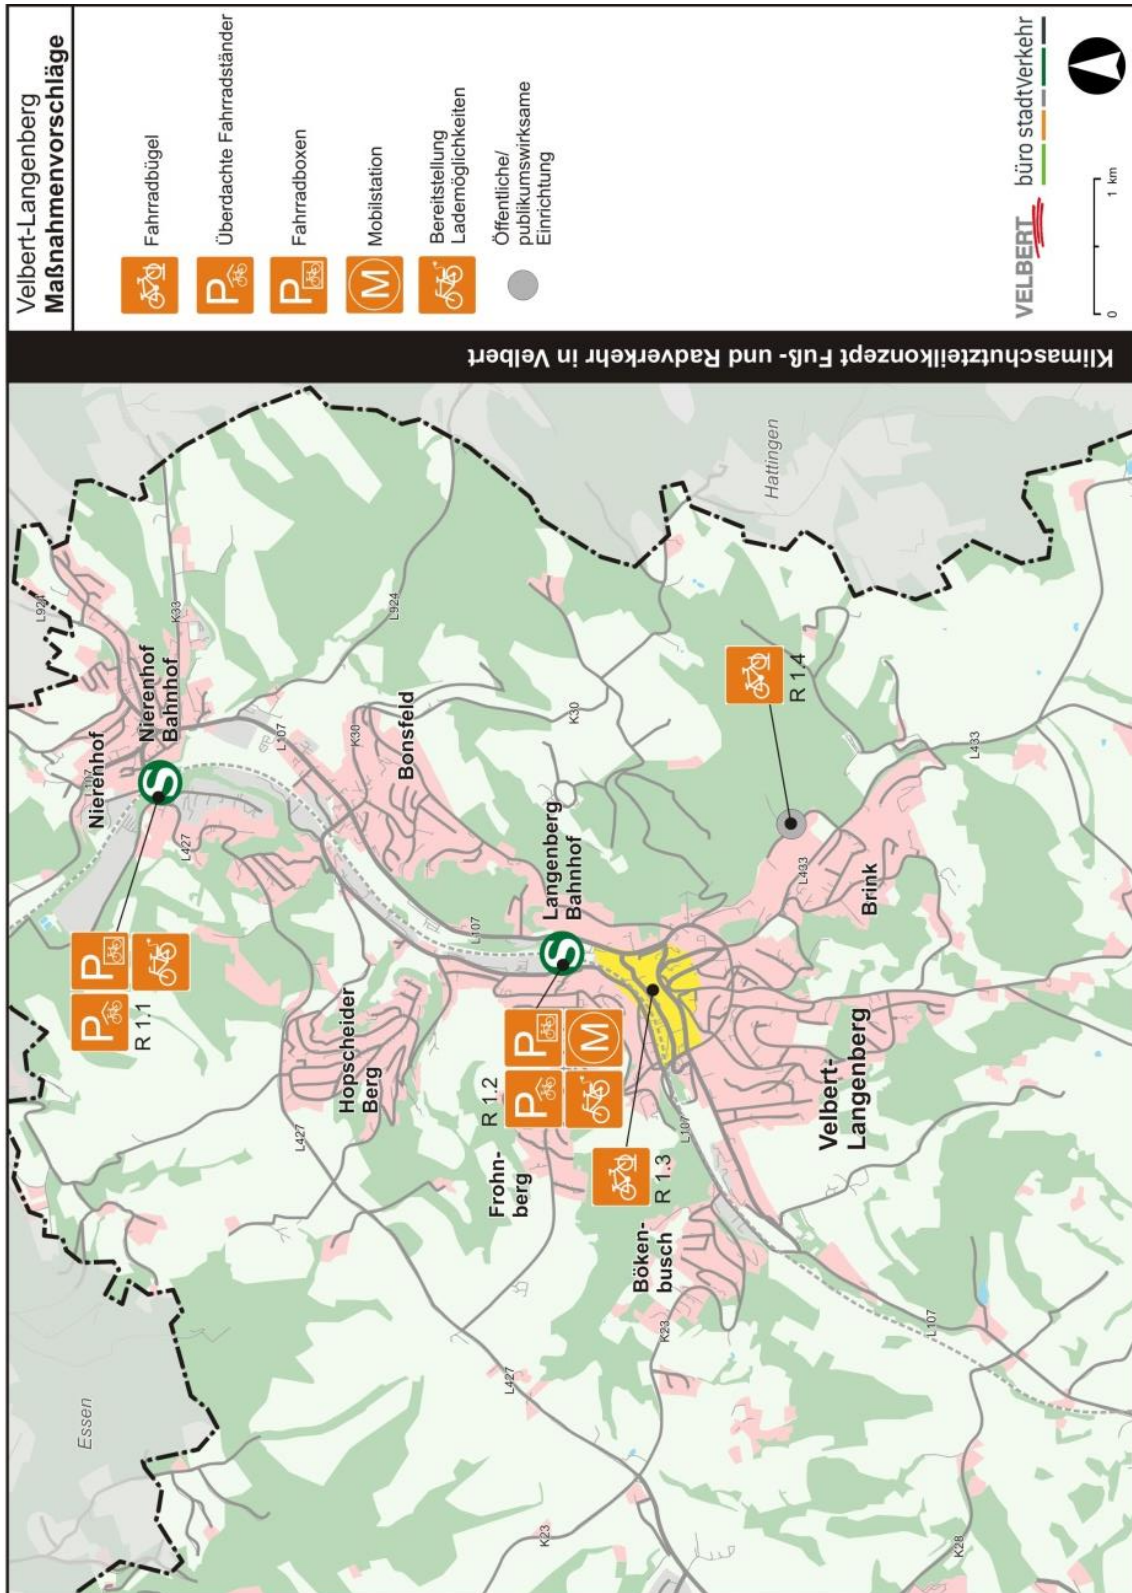 Velbert-Langenberg
Maßnahmenvorschläge
Fahrradbügel
P
Überdachte Fahrradständer
P
Fahrradboxen
M
Mobilstation
Bereitstellung
Lademöglichkeiten
Öffentliche/
publikumswirksame
Einrichtung
VELBERT
büro stadtVerkehr
0
1 km
Klimaschutzteilkonzept Fuß- und Radverkehr in Velbert
Essen
Hattingen
Nierenhof
Nierenhof
Bahnhof
S
L107
L924
K33
L427
L924
L107
K30
Bonsfeld
K30
P
P
R 1.1
Hopscheider
Berg
L427
L107
Langenberg
Bahnhof
S
R 1.2
P
P
M
Frohn-
berg
R 1.3
L107
R 1.4
L433
L433
Brink
Velbert-
Langenberg
Böken-
busch
K23
L427
L107
K23
K28